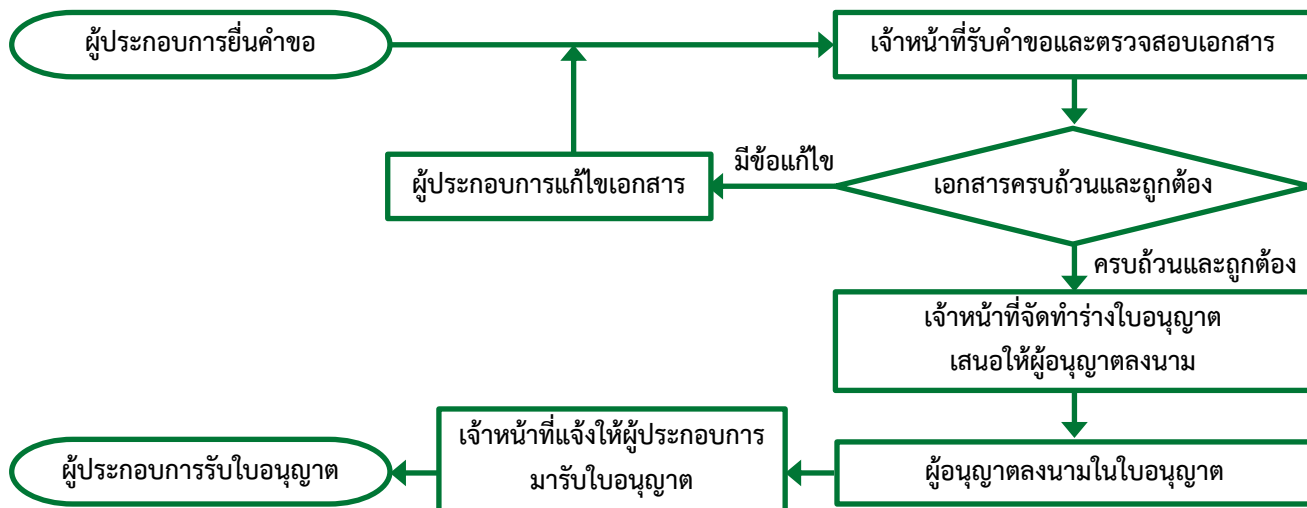 ผู้ประกอบการยื่นคำขอ
เจ้าหน้าที่รับคำขอและตรวจสอบเอกสาร
มีข้อแก้ไข
ผู้ประกอบการแก้ไขเอกสาร
เอกสารครบถ้วนและถูกต้อง
ครบถ้วนและถูกต้อง
เจ้าหน้าที่จัดทำร่างใบอนุญาต
เสนอให้ผู้อนุญาตลงนาม
ผู้อนุญาตลงนามในใบอนุญาต
เจ้าหน้าที่แจ้งให้ผู้ประกอบการ
มารับใบอนุญาต
ผู้ประกอบการรับใบอนุญาต